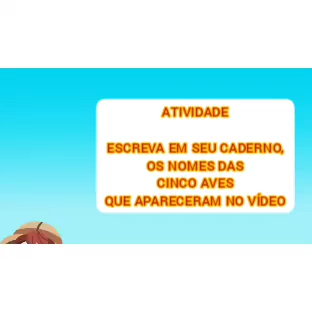 ATIVIDADE
ESCREVA EM SEU CADERNO,
OS NOMES DAS
CINCO AVES
QUE APARECERAM NO VÍDEO